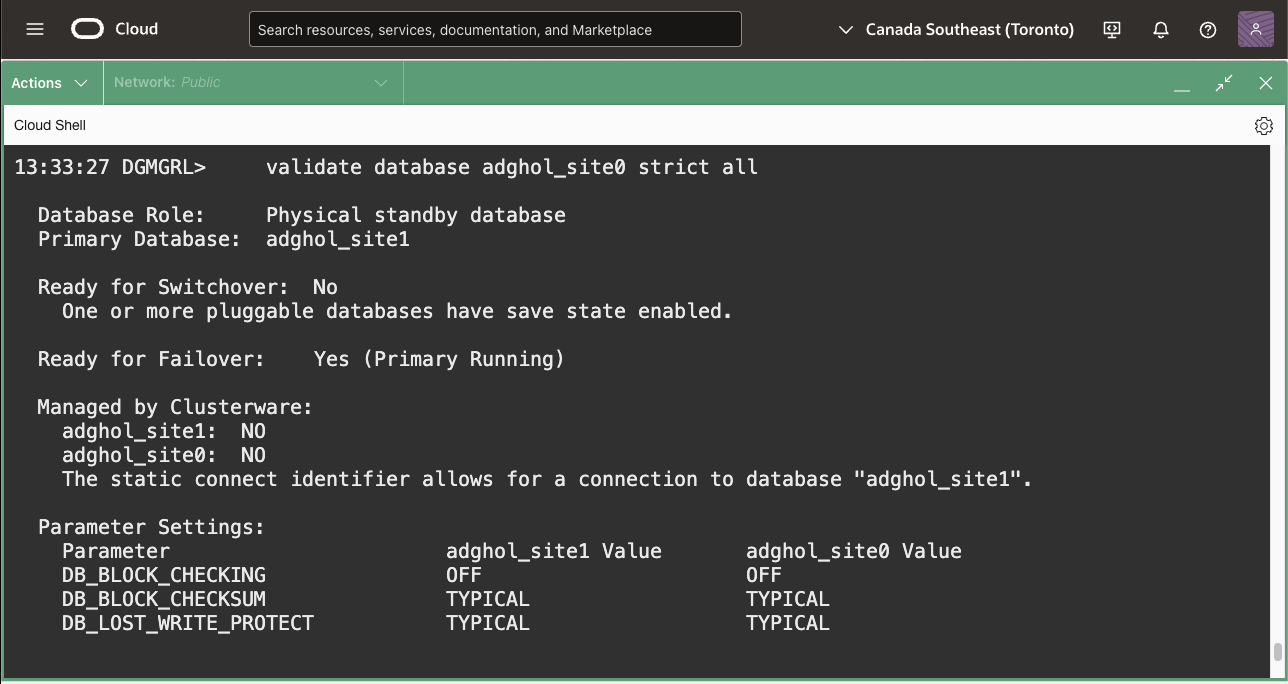 Cloud
Search resources, services, documentation, and Marketplace
Canada Southeast (Toronto)
Actions
Network: Public
Cloud Shell
13:33:27 DGMGRL>     validate database adghol_site0 strict all
Database Role:     Physical standby database
Primary Database:  adghol_site1
Ready for Switchover:  No
One or more pluggable databases have save state enabled.
Ready for Failover:    Yes (Primary Running)
Managed by Clusterware:
adghol_site1:  NO
adghol_site0:  NO
The static connect identifier allows for a connection to database "adghol_site1".
Parameter Settings:
Parameter                       adghol_site1 Value       adghol_site0 Value
DB_BLOCK_CHECKING               OFF                      OFF
DB_BLOCK_CHECKSUM               TYPICAL                  TYPICAL
DB_LOST_WRITE_PROTECT           TYPICAL                  TYPICAL